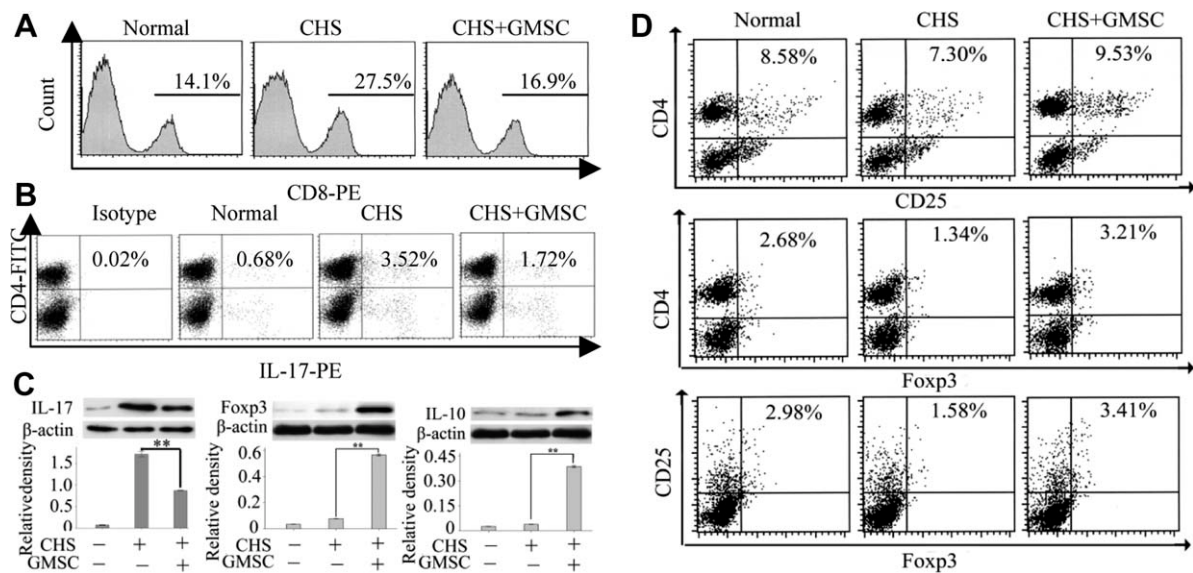 A
Normal CHS CHS+GMSC
Count
14.1% 27.5% 16.9%
CD8-PE
B
Isotype Normal CHS CHS+GMSC
CD4-FITC
0.02% 0.68% 3.52% 1.72%
IL-17-PE
C
IL-17
β-actin
**
Relativedensity
1.5
1.0
0.5
0
CHS − + +
GMSC − − +
Foxp3
β-actin
**
Relative density
0.6
0.4
0.2
0
− + +
− − +
IL-10
β-actin
**
Relative density
0.45
0.30
0.15
0
− + +
− − +
D
Normal CHS CHS+GMSC
CD4
8.58% 7.30% 9.53%
CD25
CD4
2.68% 1.34% 3.21%
Foxp3
CD25
2.98% 1.58% 3.41%
Foxp3